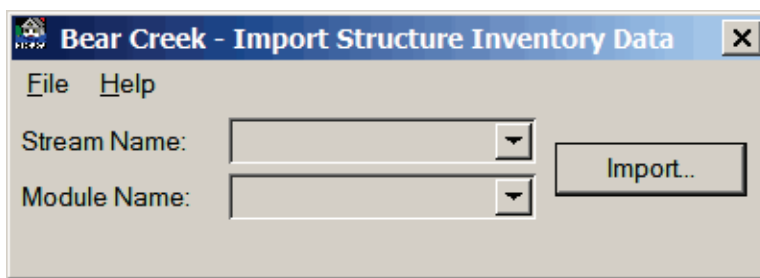 Bear Creek - Import Structure Inventory Data
File Help
Stream Name:
Import...
Module Name: